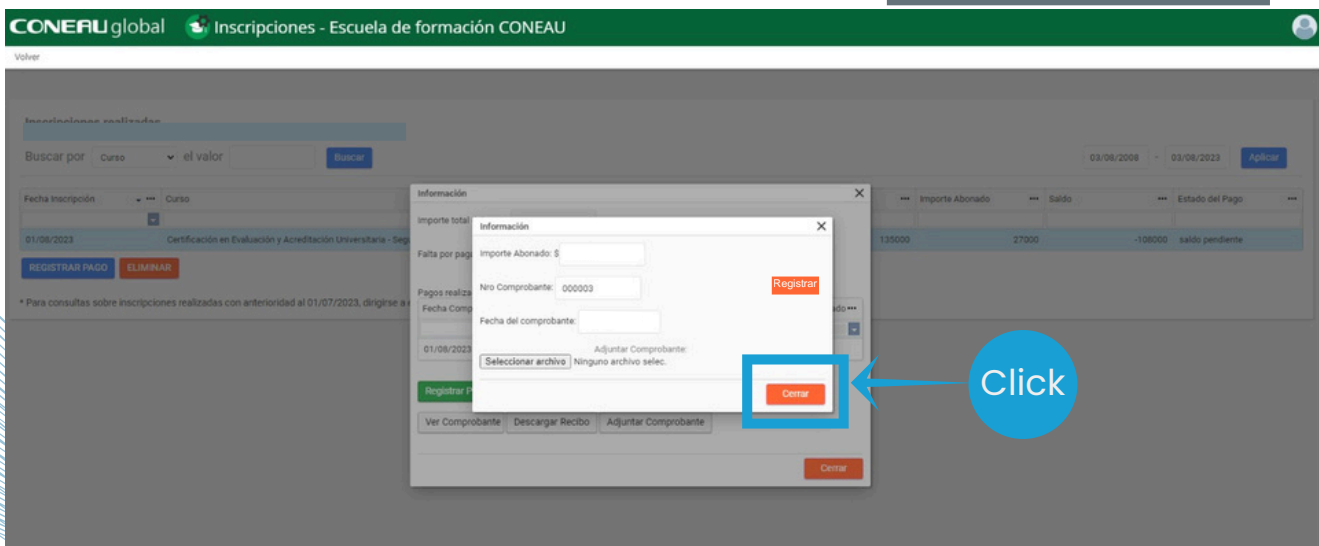 CONEAU global Inscripciones - Escuela de formación CONEAU
Volver
Inscripciones realizadas
Buscar por Curso el valor Buscar 03/08/2008 - 03/08/2023 Aplicar
Fecha Inscripción Curso Importe Abonado Saldo Estado del Pago
01/08/2023 Certificación en Evaluación y Acreditación Universitaria - Seg 135000 27000 -108000 saldo pendiente
REGISTRAR PAGO ELIMINAR
* Para consultas sobre inscripciones realizadas con anterioridad al 01/07/2023, dirigirse a
Información
Importe total
Falta por paga
Pagos realiza
Fecha Comp
01/08/2023
Registrar P
Ver Comprobante Descargar Recibo Adjuntar Comprobante
Cerrar
Información
Importe Abonado: $
Nro Comprobante: 000003
Registrar
Fecha del comprobante:
Adjuntar Comprobante:
Seleccionar archivo Ninguno archivo selec.
Cerrar
Click